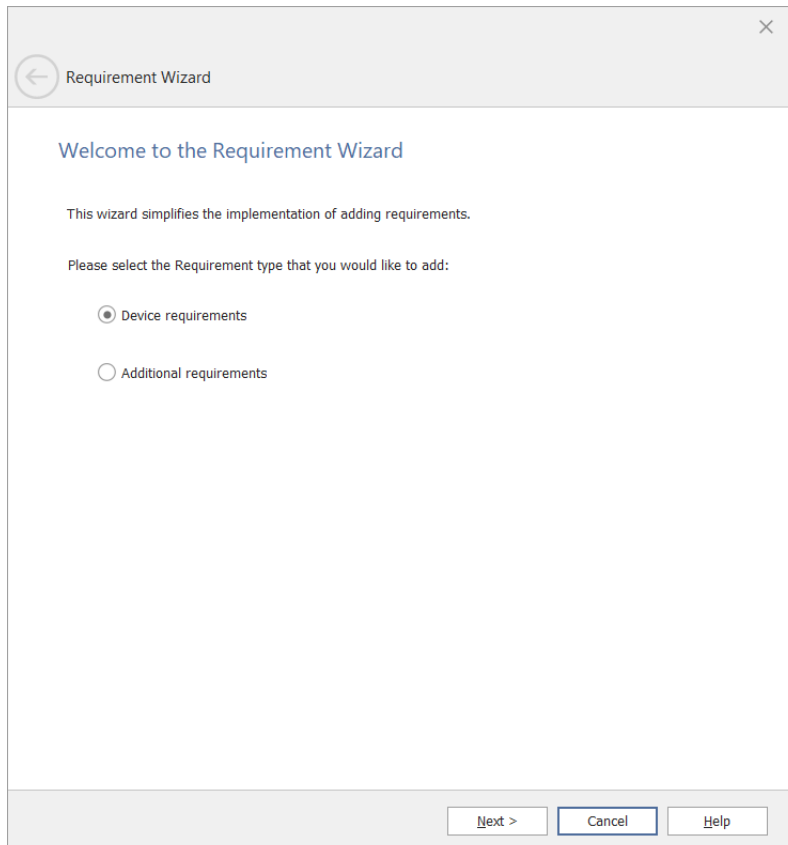 Requirement Wizard
Welcome to the Requirement Wizard
This wizard simplifies the implementation of adding requirements.
Please select the Requirement type that you would like to add:
Device requirements
Additional requirements
Next >
Cancel
Help